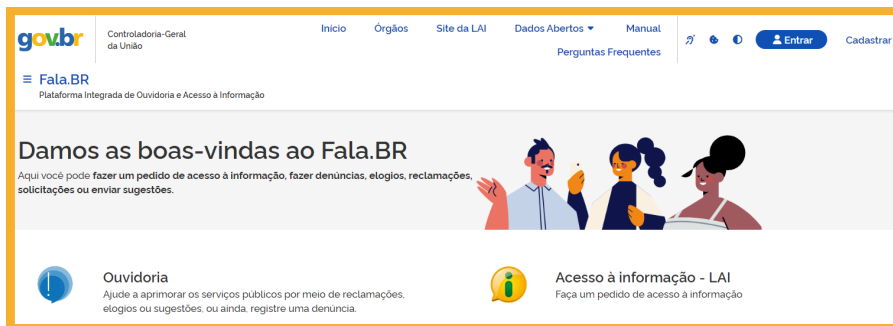 gov.br
Controladoria-Geral
da União
Início Órgãos Site da LAI Dados Abertos Manual
Perguntas Frequentes
Entrar
Cadastrar
Fala.BR
Plataforma Integrada de Ouvidoria e Acesso à Informação
Damos as boas-vindas ao Fala.BR
Aqui você pode fazer um pedido de acesso à informação, fazer denúncias, elogios, reclamações,
solicitações ou enviar sugestões.
Ouvidoria
Ajude a aprimorar os serviços públicos por meio de reclamações,
elogios ou sugestões, ou ainda, registre uma denúncia.
Acesso à informação - LAI
Faça um pedido de acesso à informação